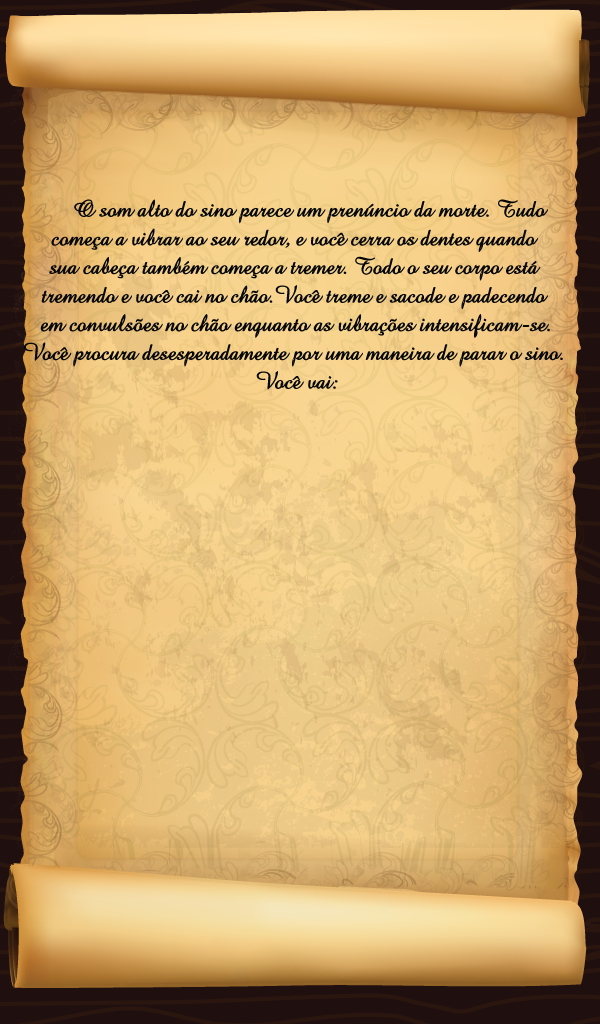 O som alto do sino parece um prenúncio da morte. Tudo
começa a vibrar ao seu redor, e você cerra os dentes quando
sua cabeça também começa a tremer. Todo o seu corpo está
tremendo e você cai no chão. Você treme e sacode e padecendo
em convulsões no chão enquanto as vibrações intensificam-se.
Você procura desesperadamente por uma maneira de parar o sino.
Você vai: